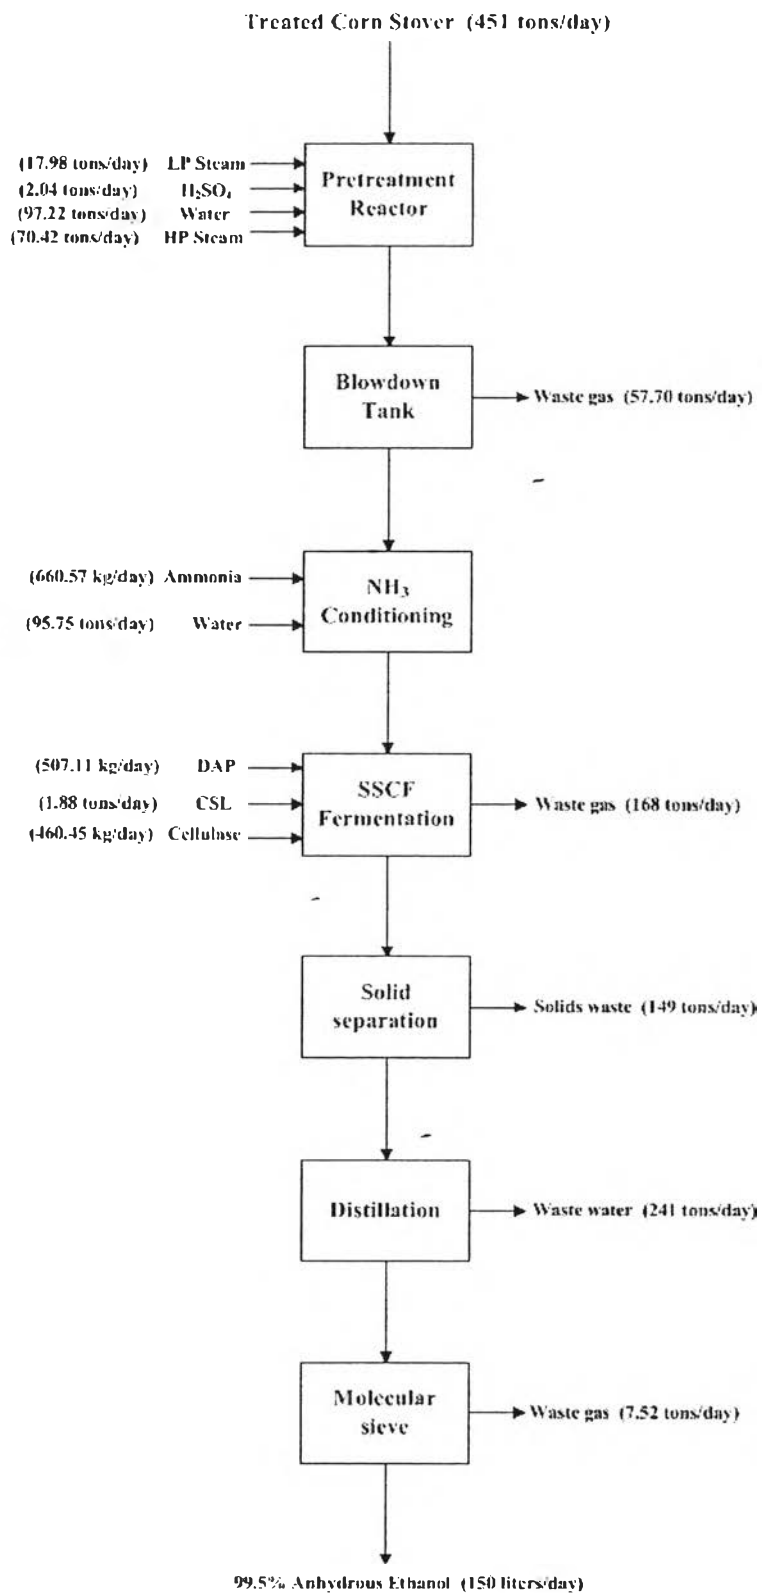 Treated Corn Stover (451 tons/day)
(17.98 tons/day) LP Steam
(2.04 tons/day) H₂SO₄
(97.22 tons/day) Water
(70.42 tons/day) HP Steam
Pretreatment
Reactor
Blowdown
Tank
Waste gas (57.70 tons/day)
(660.57 kg/day) Ammonia
(95.75 tons/day) Water
NH₃
Conditioning
(507.11 kg/day) DAP
(1.88 tons/day) CSL
(460.45 kg/day) Cellulase
SSCF
Fermentation
Waste gas (168 tons/day)
Solid
separation
Solids waste (149 tons/day)
Distillation
Waste water (241 tons/day)
Molecular
sieve
Waste gas (7.52 tons/day)
99.5% Anhydrous Ethanol (150 liters/day)